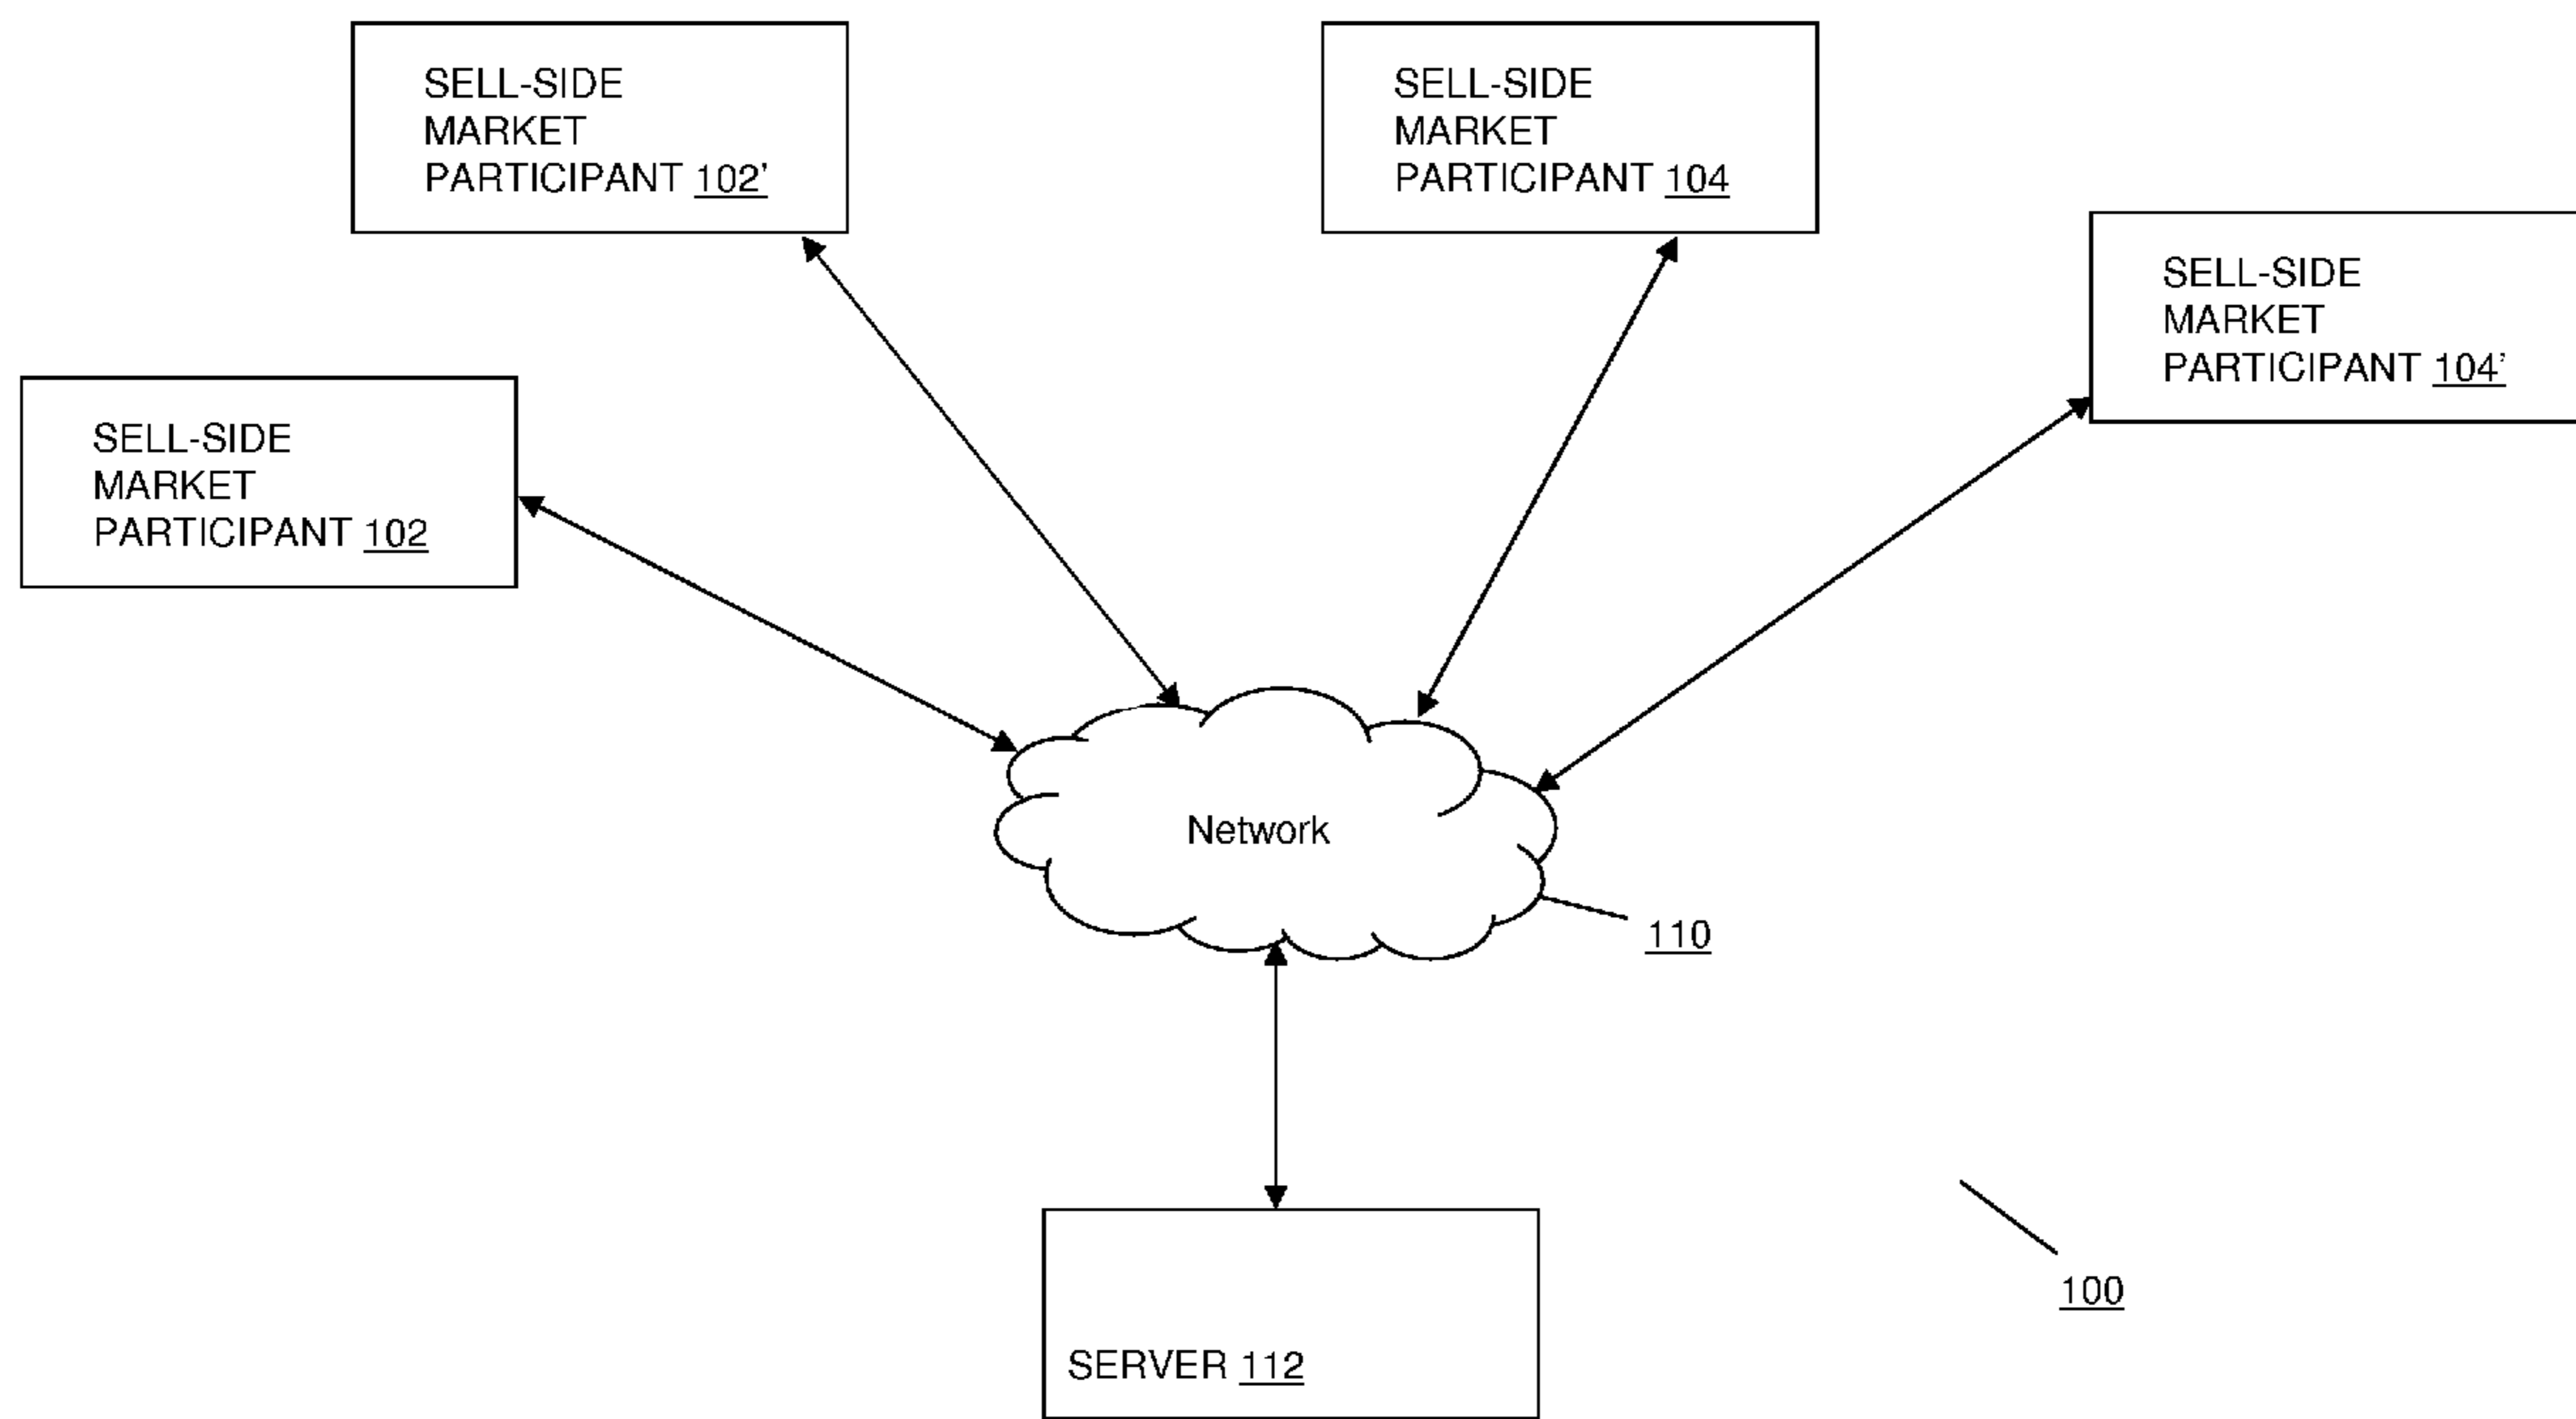 SELL-SIDE
MARKET
PARTICIPANT 102'
SELL-SIDE
MARKET
PARTICIPANT 104
SELL-SIDE
MARKET
PARTICIPANT 104'
SELL-SIDE
MARKET
PARTICIPANT 102
Network
110
100
SERVER 112